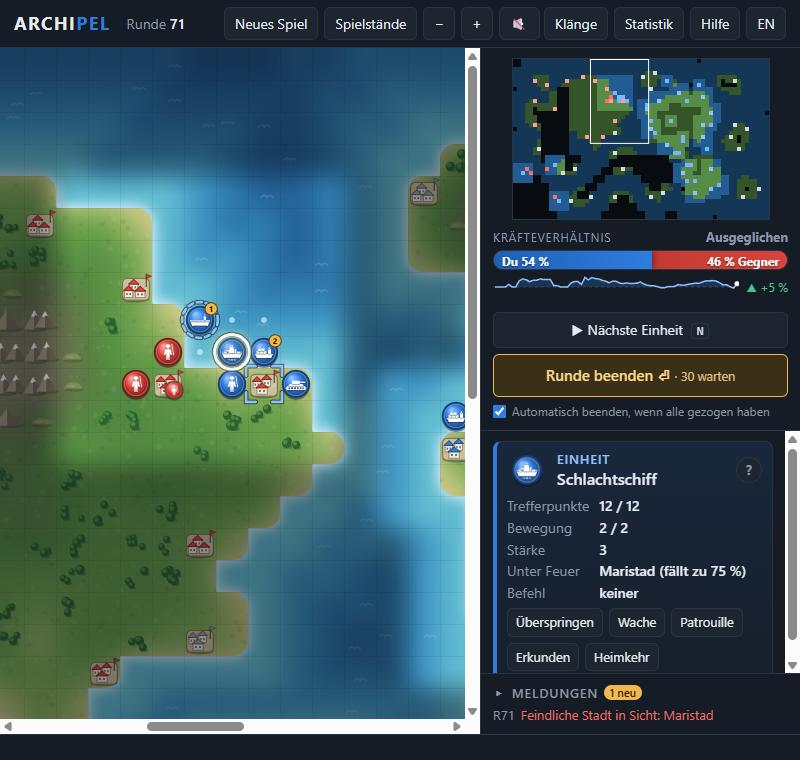 ARCHIPEL Runde 71 Neues Spiel Spielstände − + Klänge Statistik Hilfe EN
KRÄFTEVERHÄLTNIS Ausgeglichen
Du 54 % 46 % Gegner
▲ +5 %
▶ Nächste Einheit N
Runde beenden ⏎ · 30 warten
Automatisch beenden, wenn alle gezogen haben
EINHEIT
Schlachtschiff
?
Trefferpunkte 12 / 12
Bewegung 2 / 2
Stärke 3
Unter Feuer Maristad (fällt zu 75 %)
Befehl keiner
Überspringen Wache Patrouille
Erkunden Heimkehr
▸ MELDUNGEN 1 neu
R71 Feindliche Stadt in Sicht: Maristad
1
2